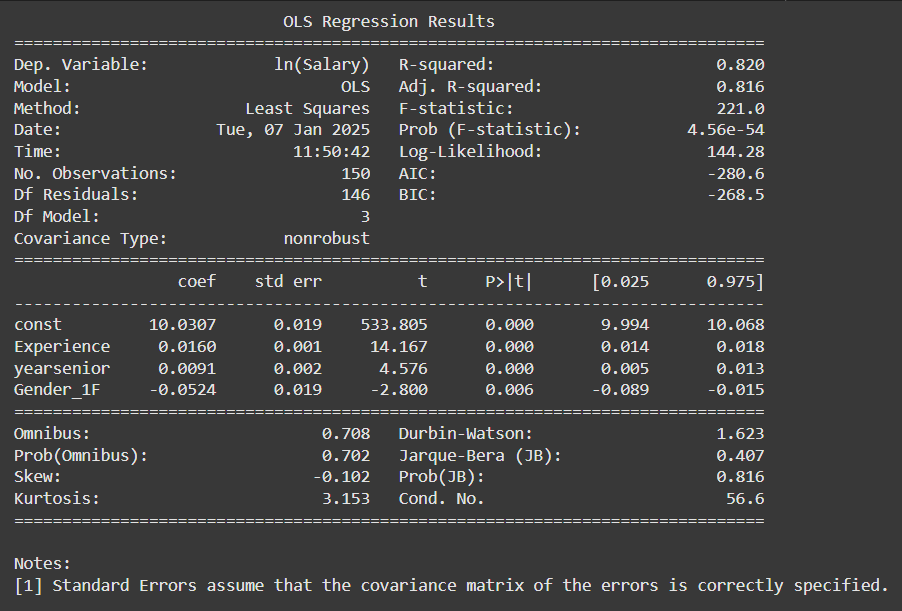 OLS Regression Results
==============================================================================
Dep. Variable: ln(Salary) R-squared: 0.820
Model: OLS Adj. R-squared: 0.816
Method: Least Squares F-statistic: 221.0
Date: Tue, 07 Jan 2025 Prob (F-statistic): 4.56e-54
Time: 11:50:42 Log-Likelihood: 144.28
No. Observations: 150 AIC: -280.6
Df Residuals: 146 BIC: -268.5
Df Model: 3
Covariance Type: nonrobust
==============================================================================
coef std err t P>|t| [0.025 0.975]
------------------------------------------------------------------------------
const 10.0307 0.019 533.805 0.000 9.994 10.068
Experience 0.0160 0.001 14.167 0.000 0.014 0.018
yearsenior 0.0091 0.002 4.576 0.000 0.005 0.013
Gender_1F -0.0524 0.019 -2.800 0.006 -0.089 -0.015
==============================================================================
Omnibus: 0.708 Durbin-Watson: 1.623
Prob(Omnibus): 0.702 Jarque-Bera (JB): 0.407
Skew: -0.102 Prob(JB): 0.816
Kurtosis: 3.153 Cond. No. 56.6
==============================================================================
Notes:
[1] Standard Errors assume that the covariance matrix of the errors is correctly specified.